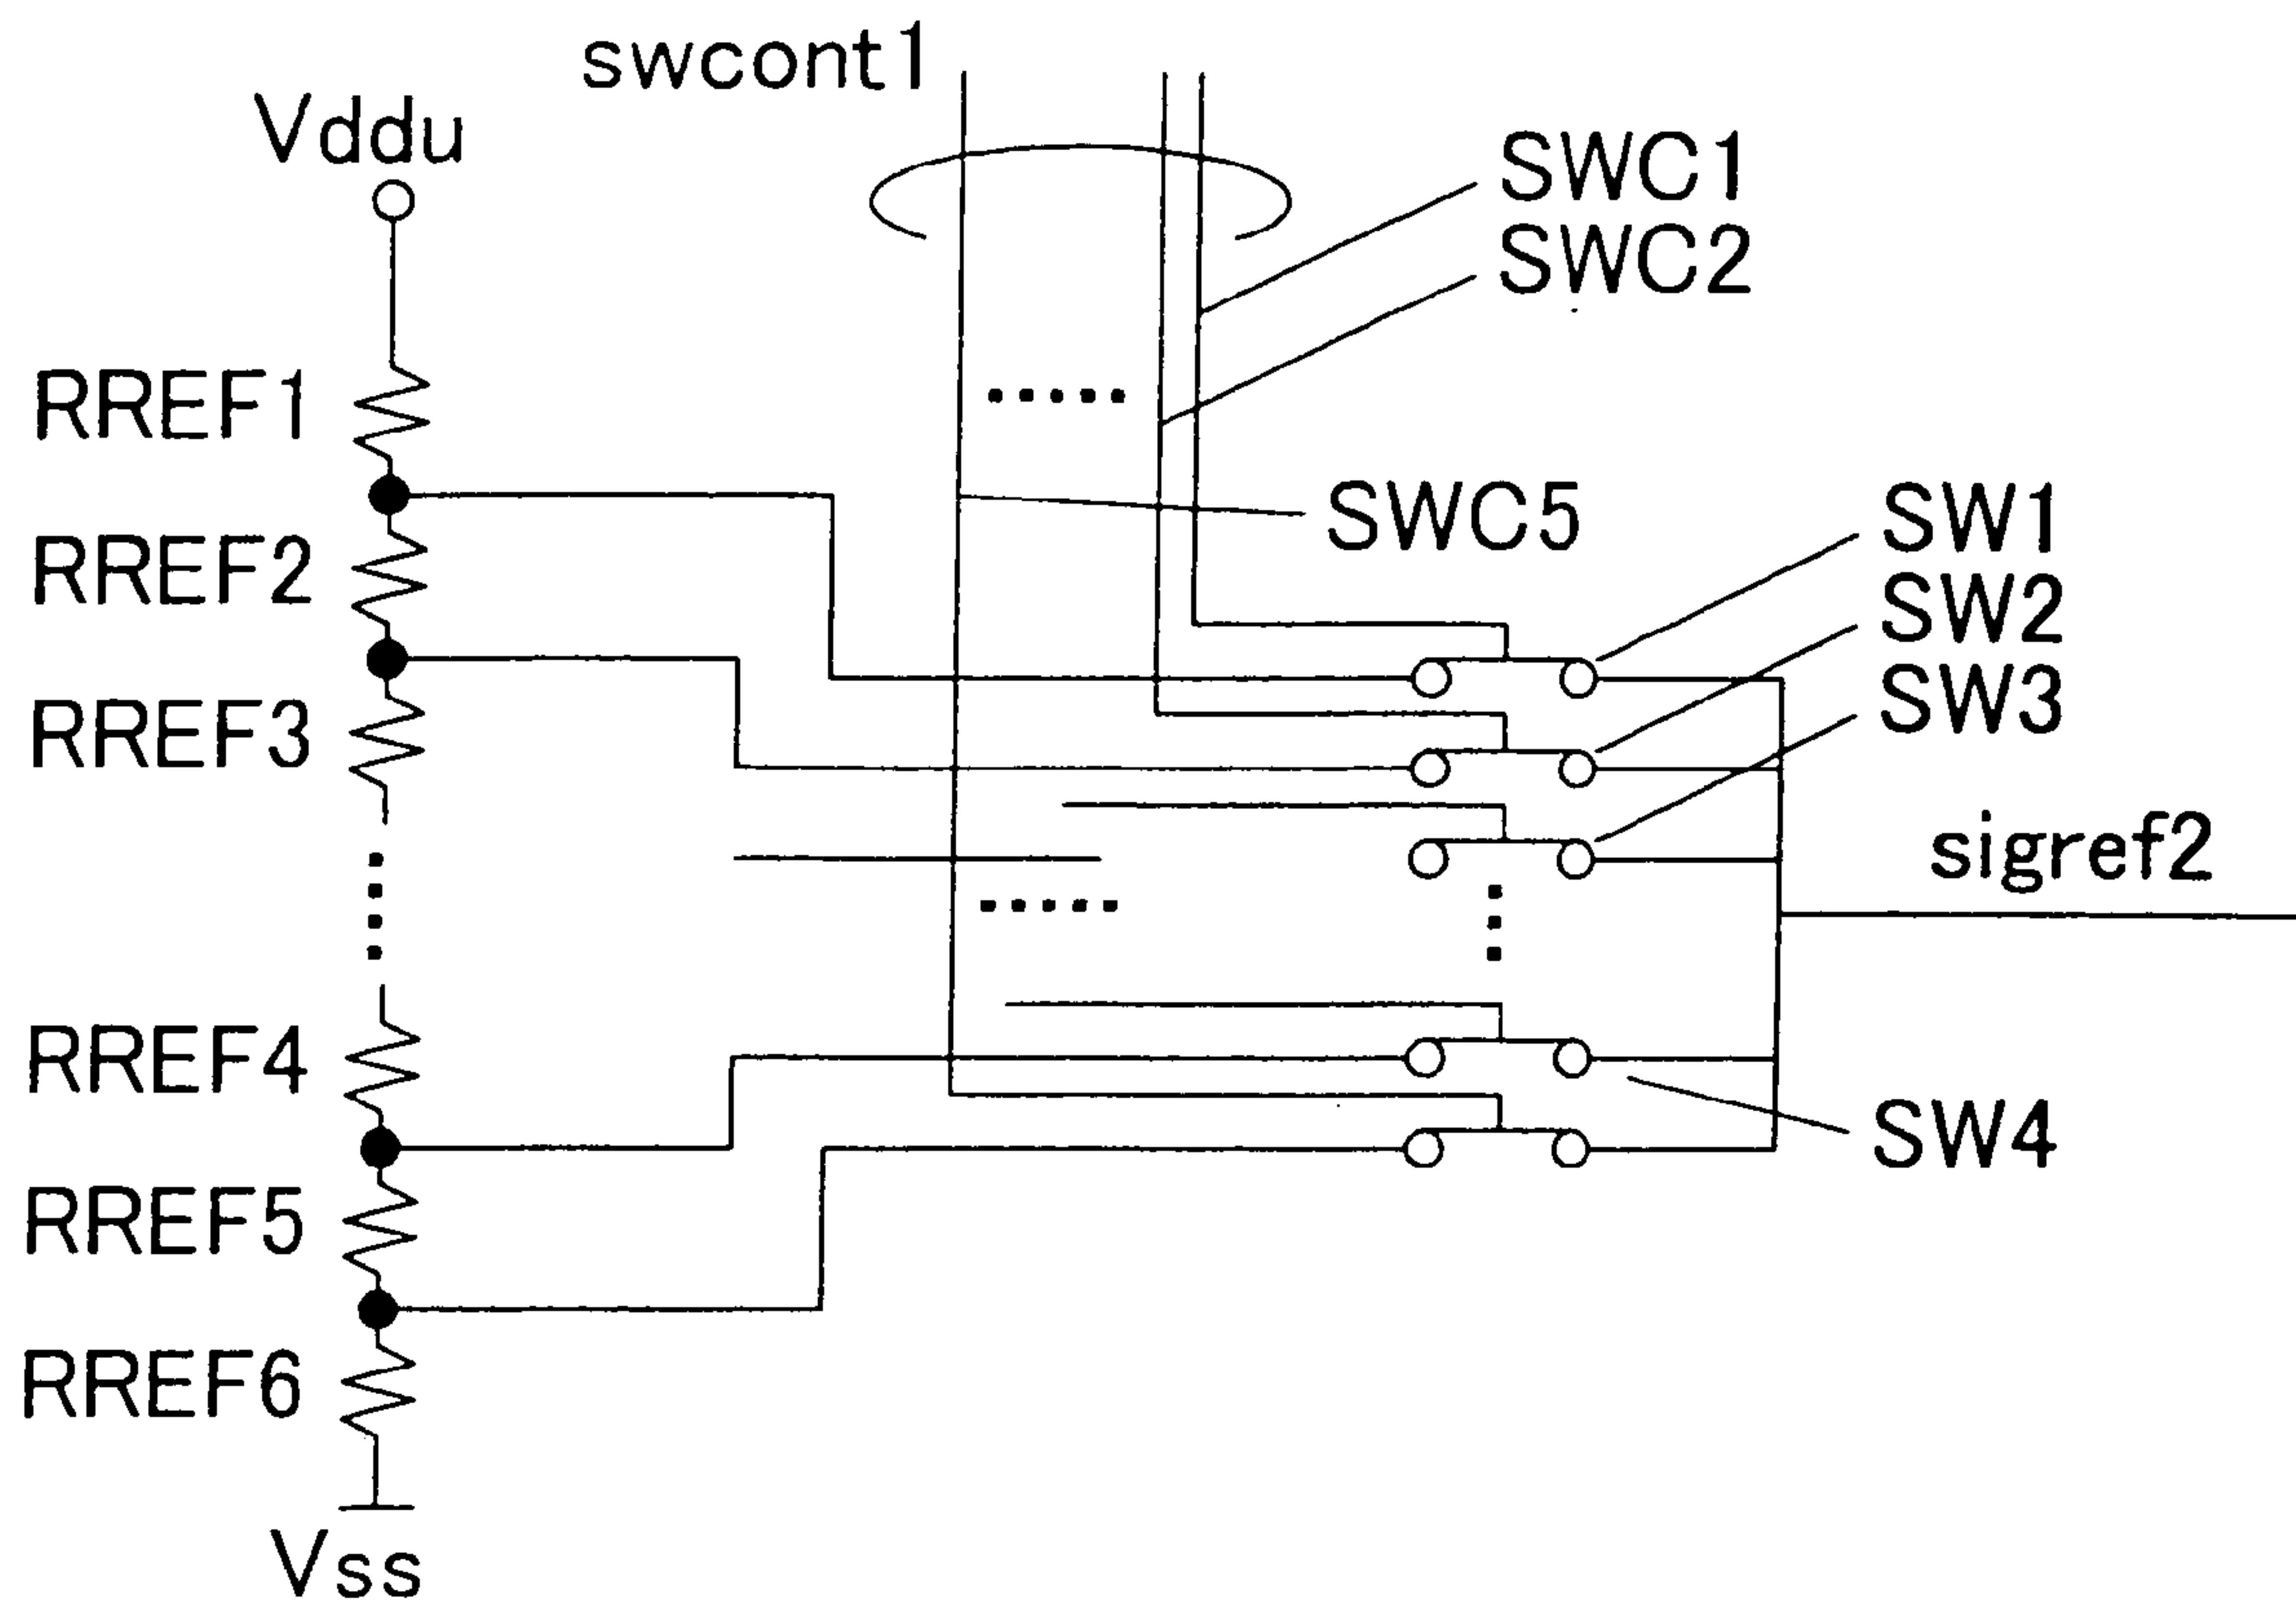 swcont1
Vddu
SWC1
SWC2
RREF1
SWC5
SW1
RREF2
SW2
SW3
RREF3
sigref2
RREF4
SW4
RREF5
RREF6
Vss